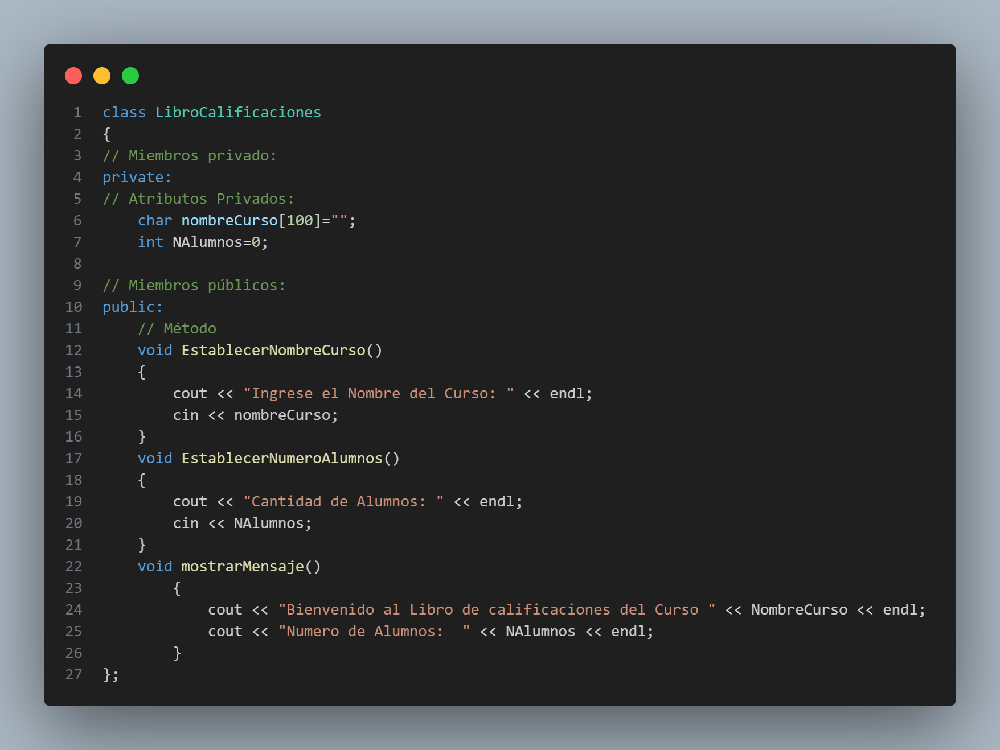 1 class LibroCalificaciones
2 {
3 // Miembros privado:
4 private:
5 // Atributos Privados:
6     char nombreCurso[100]="";
7     int NAlumnos=0;
8
9 // Miembros públicos:
10 public:
11     // Método
12     void EstablecerNombreCurso()
13     {
14         cout << "Ingrese el Nombre del Curso: " << endl;
15         cin << nombreCurso;
16     }
17     void EstablecerNumeroAlumnos()
18     {
19         cout << "Cantidad de Alumnos: " << endl;
20         cin << NAlumnos;
21     }
22     void mostrarMensaje()
23         {
24             cout << "Bienvenido al Libro de calificaciones del Curso " << NombreCurso << endl;
25             cout << "Numero de Alumnos:  " << NAlumnos << endl;
26         }
27 };